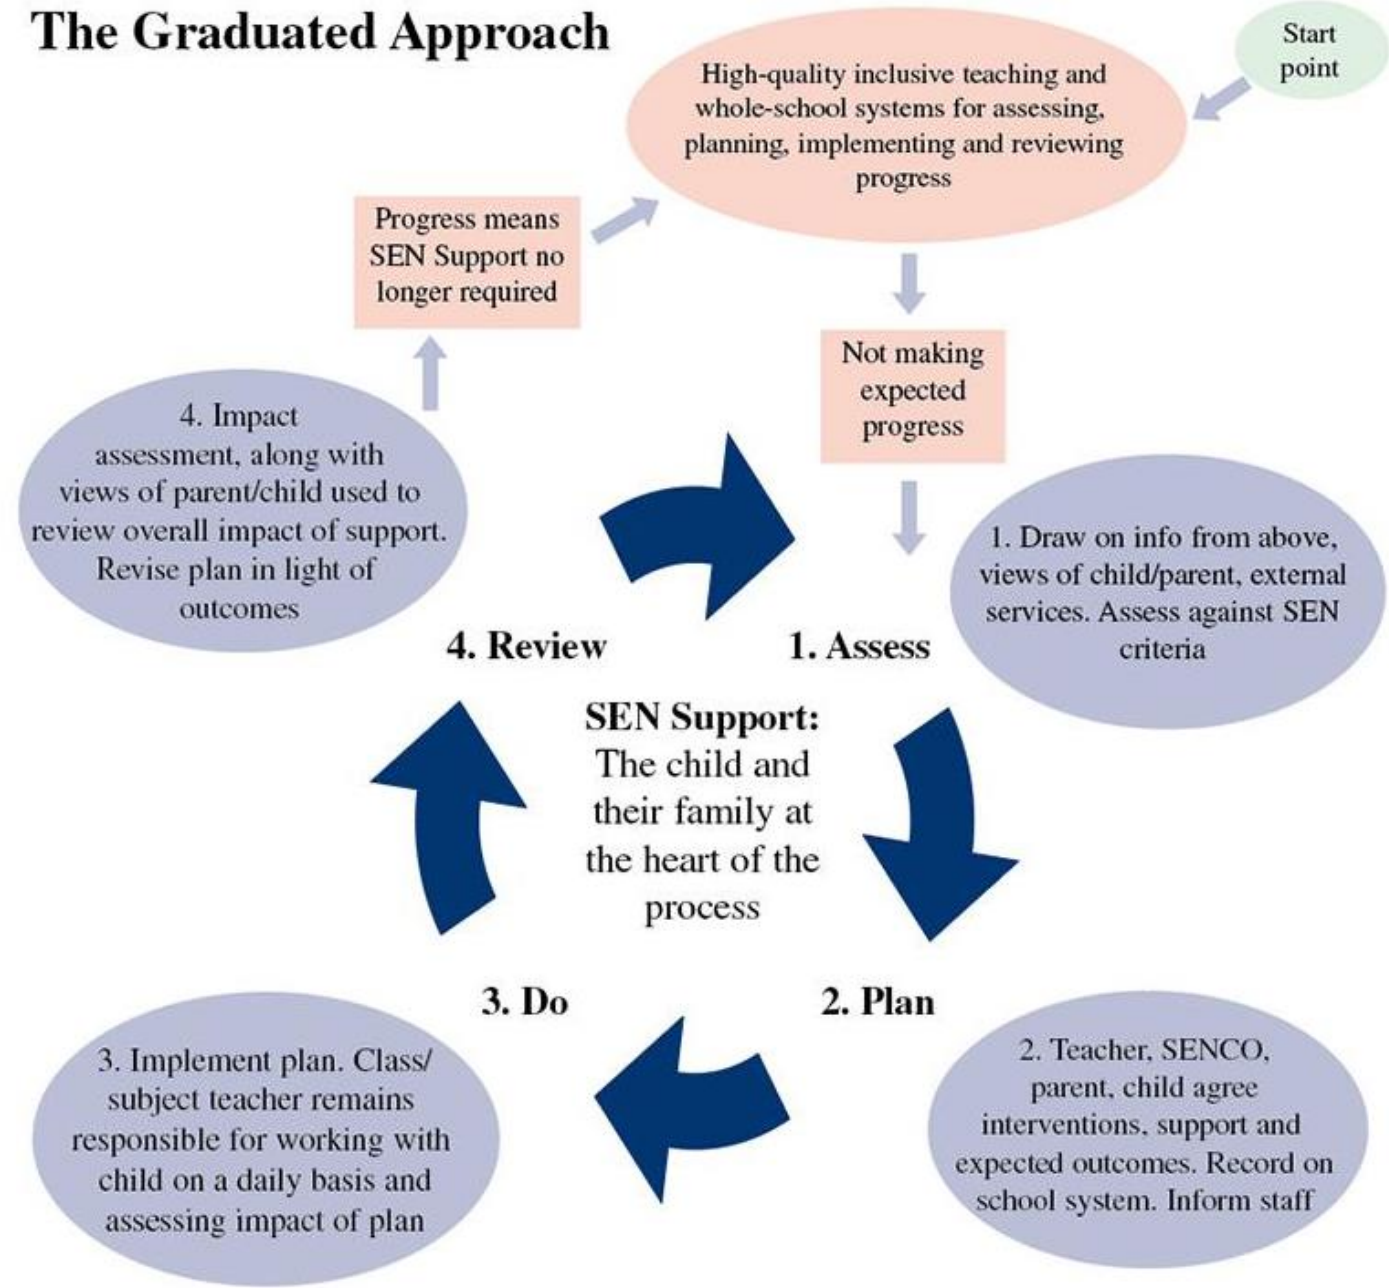 The Graduated Approach
Start
point
High-quality inclusive teaching and
whole-school systems for assessing,
planning, implementing and reviewing
progress
Progress means
SEN Support no
longer required
Not making
expected
progress
4. Impact
assessment, along with
views of parent/child used to
review overall impact of support.
Revise plan in light of
outcomes
1. Draw on info from above,
views of child/parent, external
services. Assess against SEN
criteria
4. Review
1. Assess
SEN Support:
The child and
their family at
the heart of the
process
3. Do
2. Plan
3. Implement plan. Class/
subject teacher remains
responsible for working with
child on a daily basis and
assessing impact of plan
2. Teacher, SENCO,
parent, child agree
interventions, support and
expected outcomes. Record on
school system. Inform staff